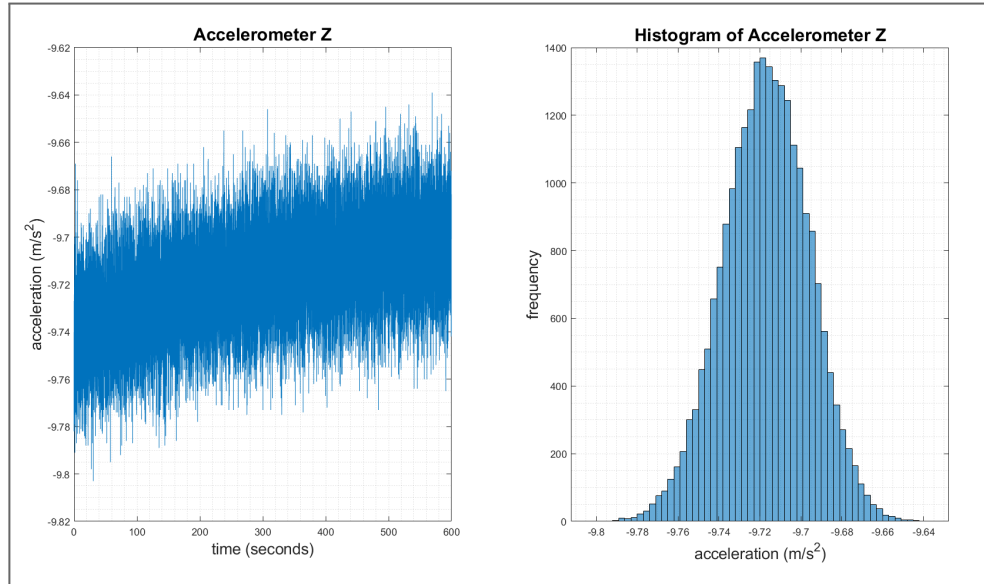 Accelerometer Z
-9.62
-9.64
-9.66
-9.68
-9.7
-9.72
-9.74
-9.76
-9.78
-9.8
-9.82
acceleration (m/s²)
0 100 200 300 400 500 600
time (seconds)
Histogram of Accelerometer Z
1400
1200
1000
800
600
400
200
0
frequency
-9.8 -9.78 -9.76 -9.74 -9.72 -9.7 -9.68 -9.66 -9.64
acceleration (m/s²)